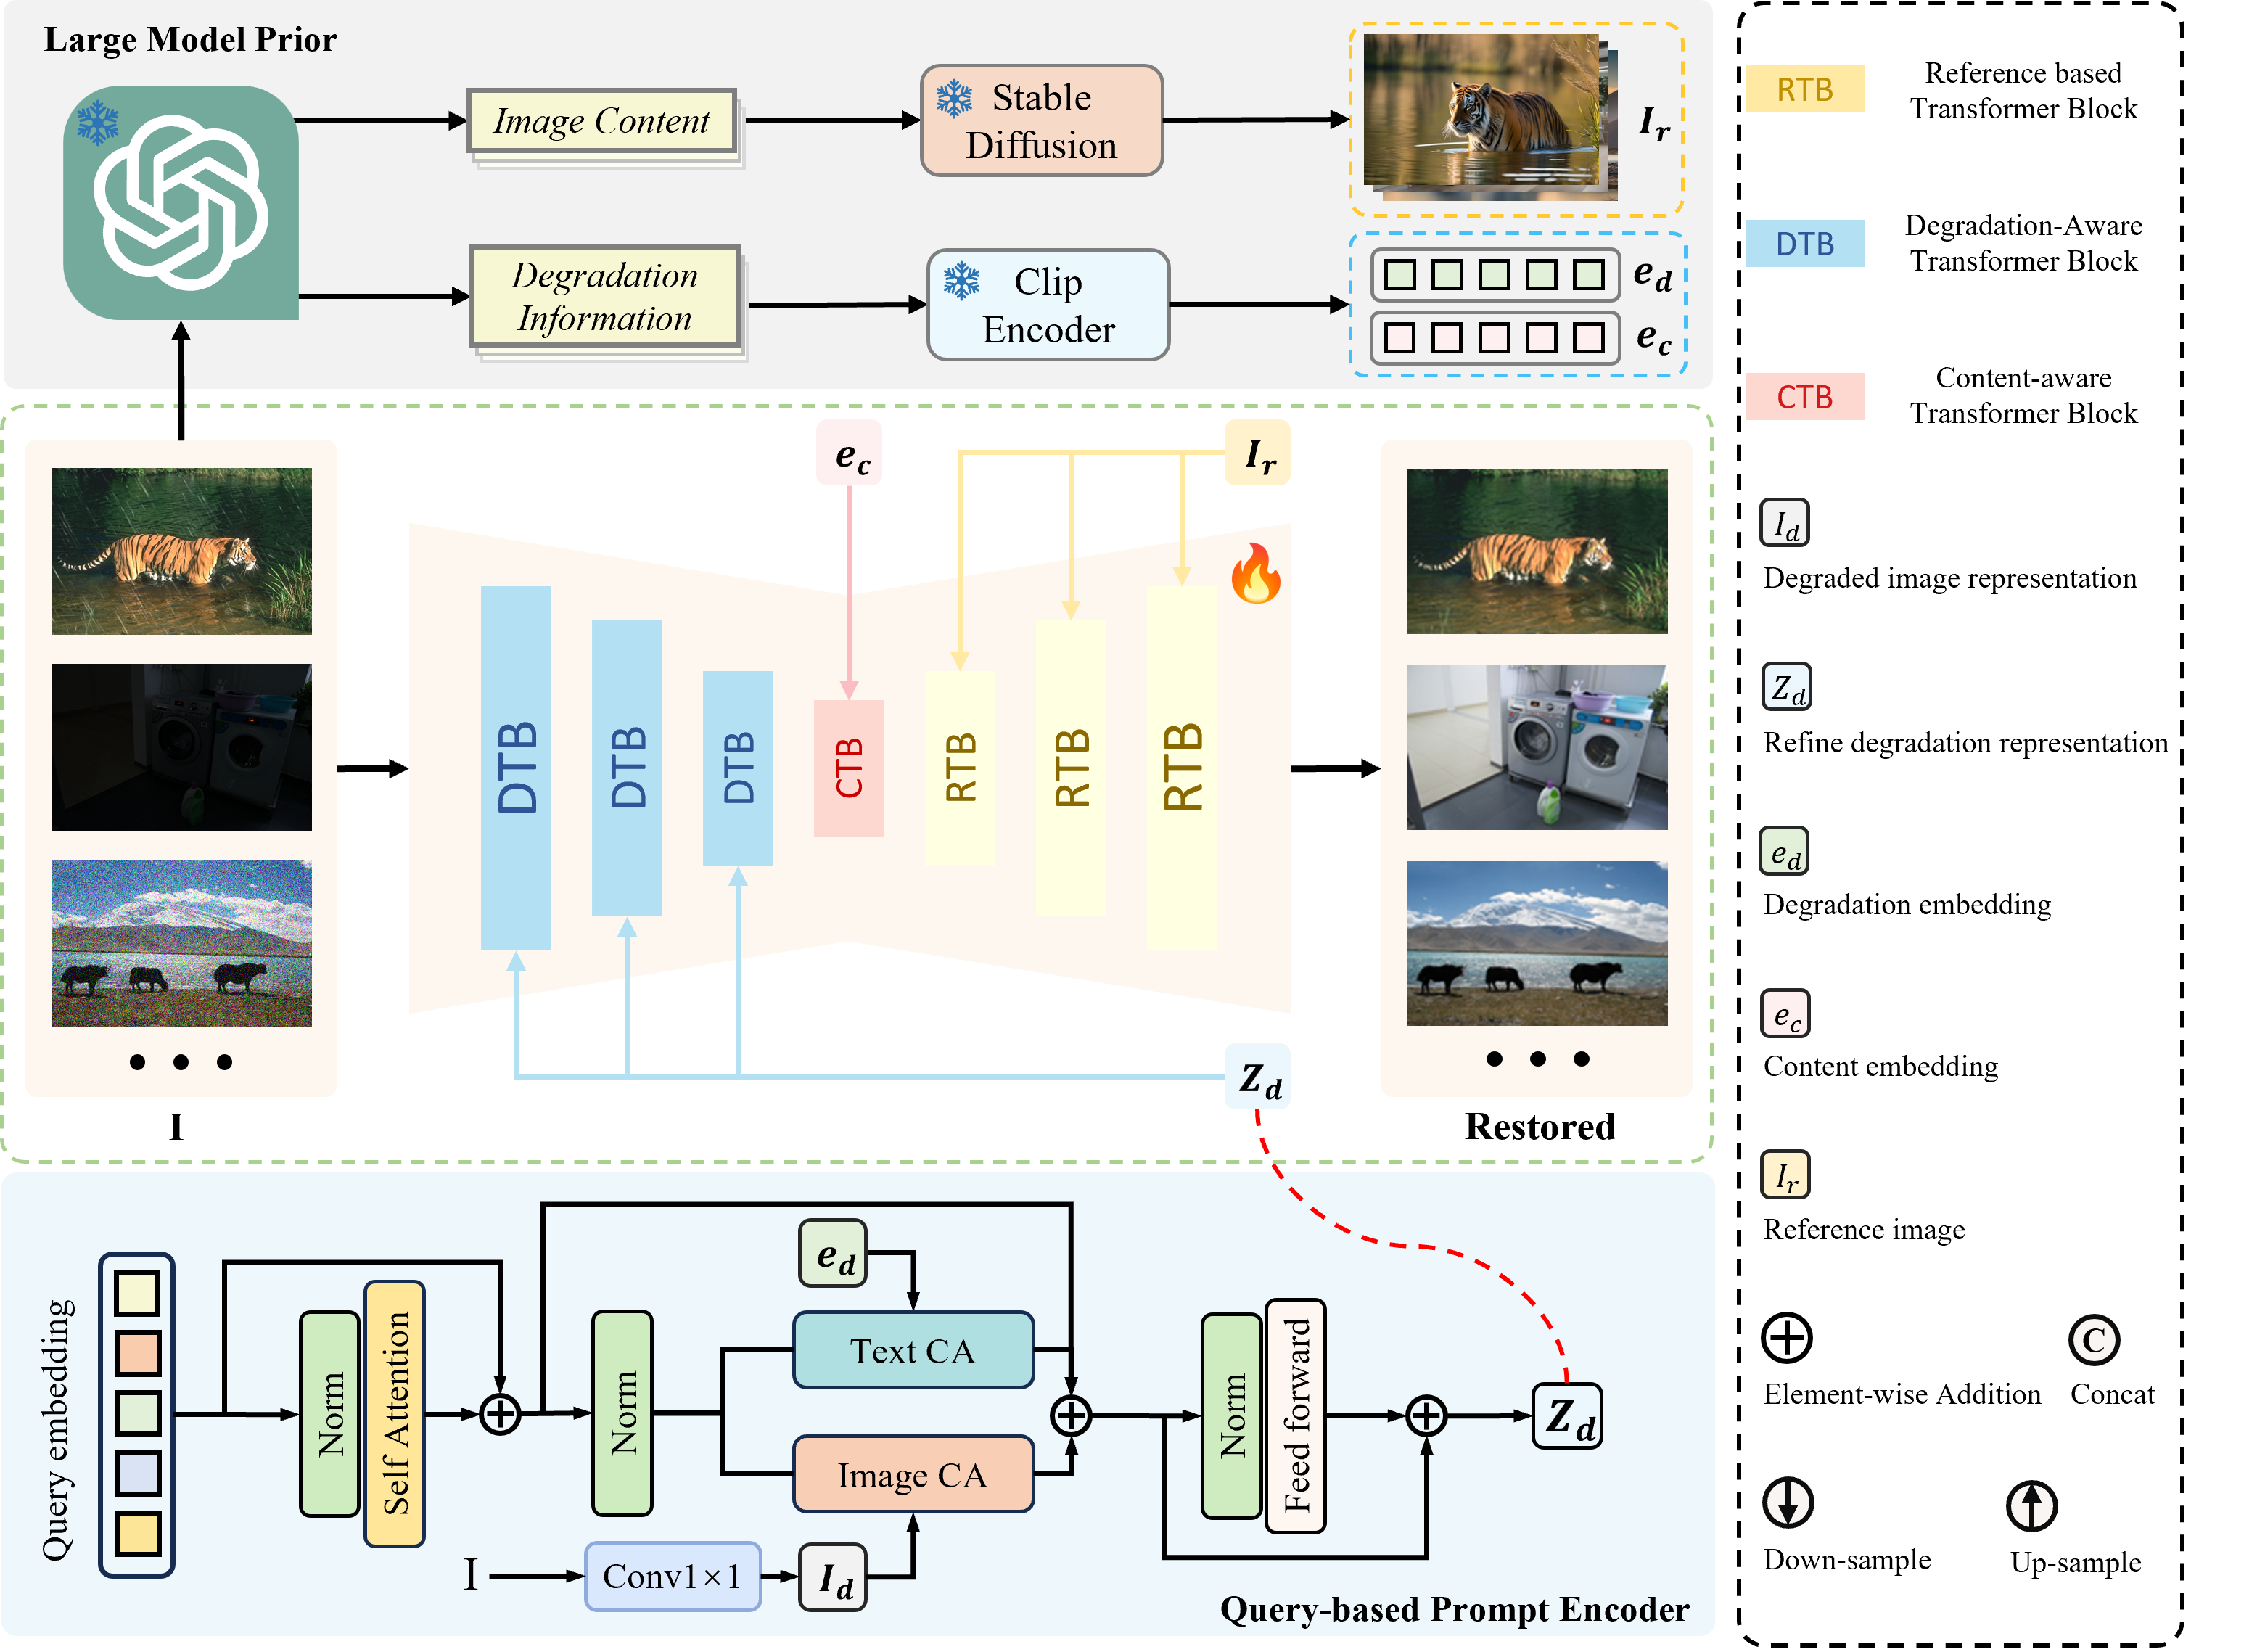 Large Model Prior
Image Content
Stable
Diffusion
I_r
Degradation
Information
Clip
Encoder
e_d
e_c
e_c
I_r
DTB
DTB
DTB
CTB
RTB
RTB
RTB
Z_d
I
Restored
Query embedding
Norm
Self Attention
Norm
e_d
Text CA
Image CA
I
Conv1×1
I_d
Norm
Feed forward
Z_d
Query-based Prompt Encoder
RTB
Reference based
Transformer Block
DTB
Degradation-Aware
Transformer Block
CTB
Content-aware
Transformer Block
I_d
Degraded image representation
Z_d
Refine degradation representation
e_d
Degradation embedding
e_c
Content embedding
I_r
Reference image
Element-wise Addition
C
Concat
Down-sample
Up-sample